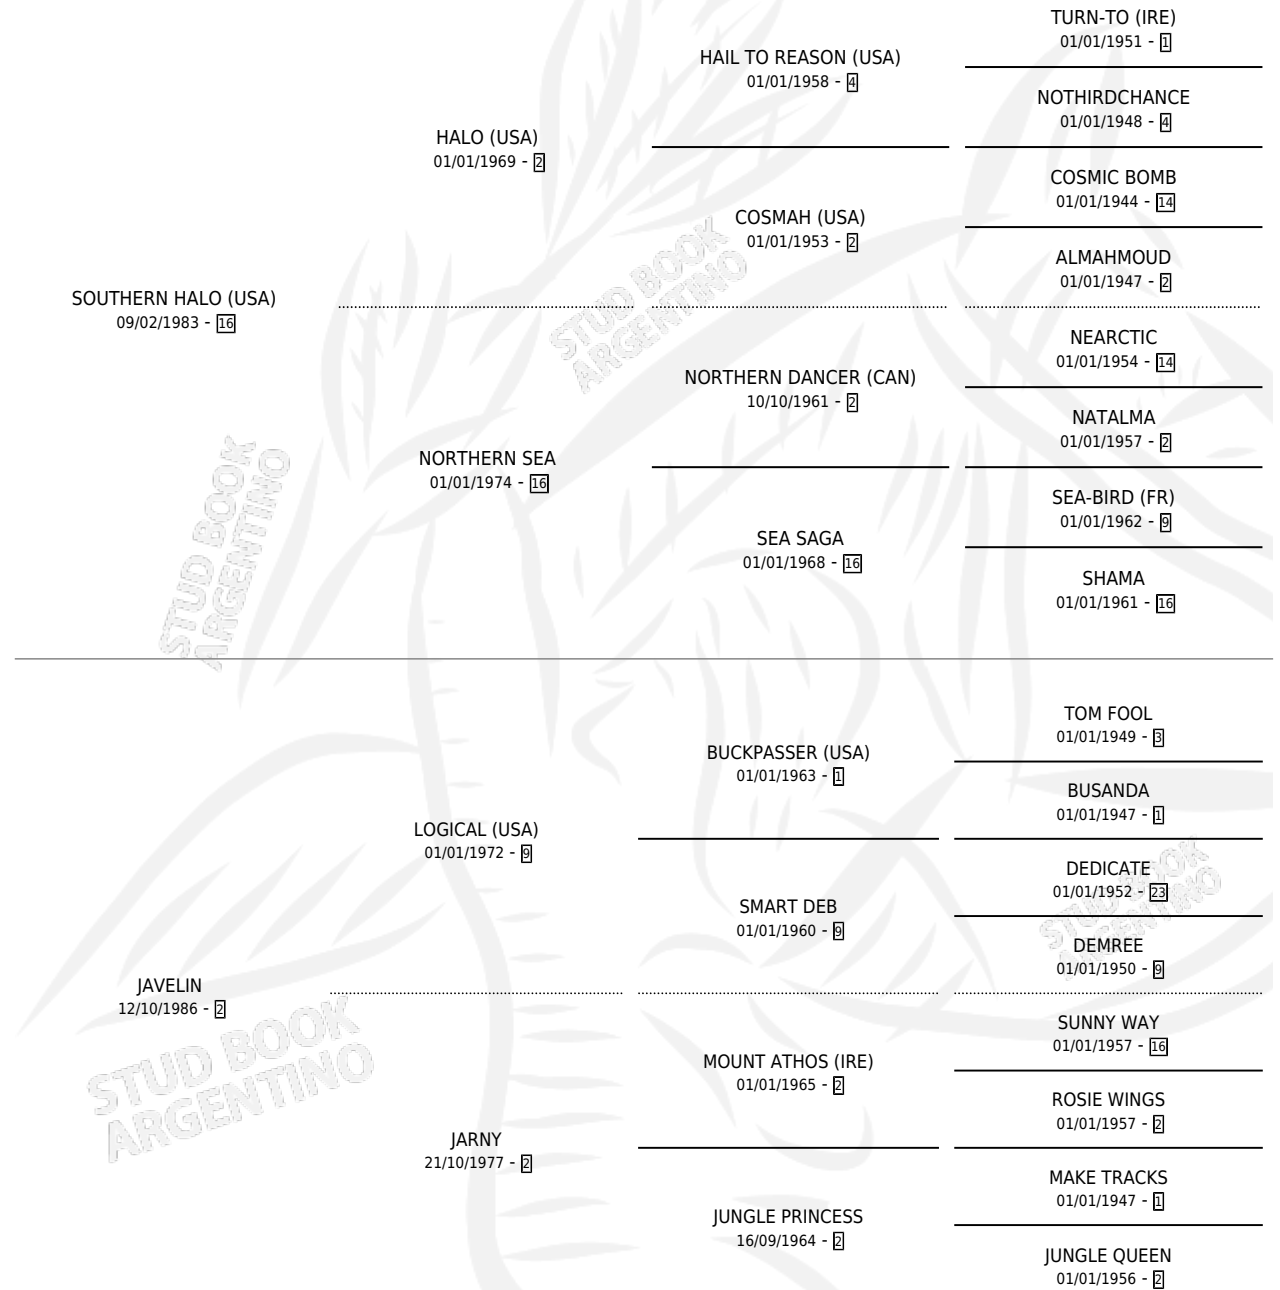 TURN-TO (IRE)
01/01/1951 - 1
HAIL TO REASON (USA)
01/01/1958 - 4
NOTHIRDCHANCE
01/01/1948 - 4
HALO (USA)
01/01/1969 - 2
COSMIC BOMB
01/01/1944 - 14
COSMAH (USA)
01/01/1953 - 2
ALMAHMOUD
01/01/1947 - 2
SOUTHERN HALO (USA)
09/02/1983 - 16
STUD BOOK
ARGENTINO
NEARCTIC
01/01/1954 - 14
NORTHERN DANCER (CAN)
10/10/1961 - 2
NATALMA
01/01/1957 - 2
NORTHERN SEA
01/01/1974 - 16
SEA-BIRD (FR)
01/01/1962 - 9
SEA SAGA
01/01/1968 - 16
SHAMA
01/01/1961 - 16
STUD BOOK
ARGENTINO
TOM FOOL
01/01/1949 - 3
BUCKPASSER (USA)
01/01/1963 - 1
BUSANDA
01/01/1947 - 1
LOGICAL (USA)
01/01/1972 - 9
DEDICATE
01/01/1952 - 23
SMART DEB
01/01/1960 - 9
STUD BOOK
ARGENTINO
DEMREE
01/01/1950 - 9
JAVELIN
12/10/1986 - 2
STUD BOOK
ARGENTINO
SUNNY WAY
01/01/1957 - 16
MOUNT ATHOS (IRE)
01/01/1965 - 2
ROSIE WINGS
01/01/1957 - 2
JARNY
21/10/1977 - 2
MAKE TRACKS
01/01/1947 - 1
JUNGLE PRINCESS
16/09/1964 - 2
JUNGLE QUEEN
01/01/1956 - 2